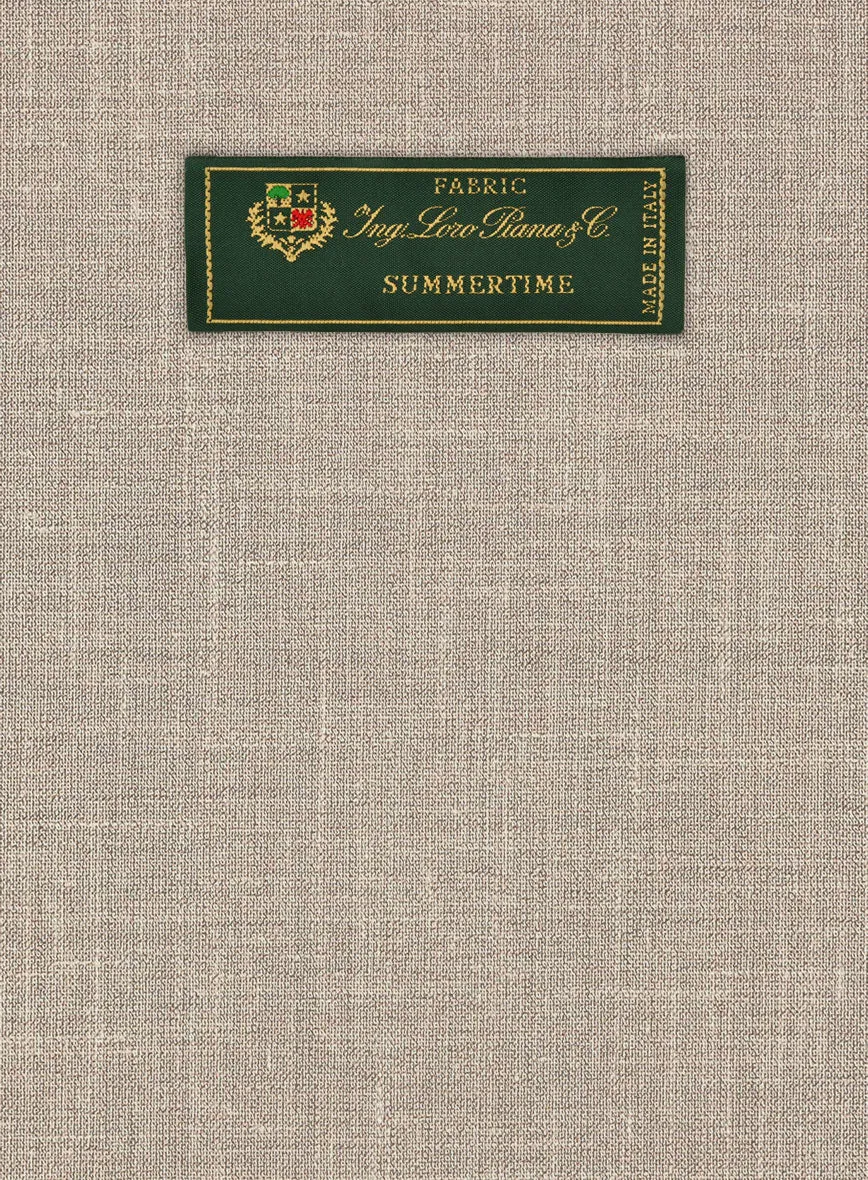 FABRIC
Ing. Loro Piana & C.
SUMMERTIME
MADE IN ITALY